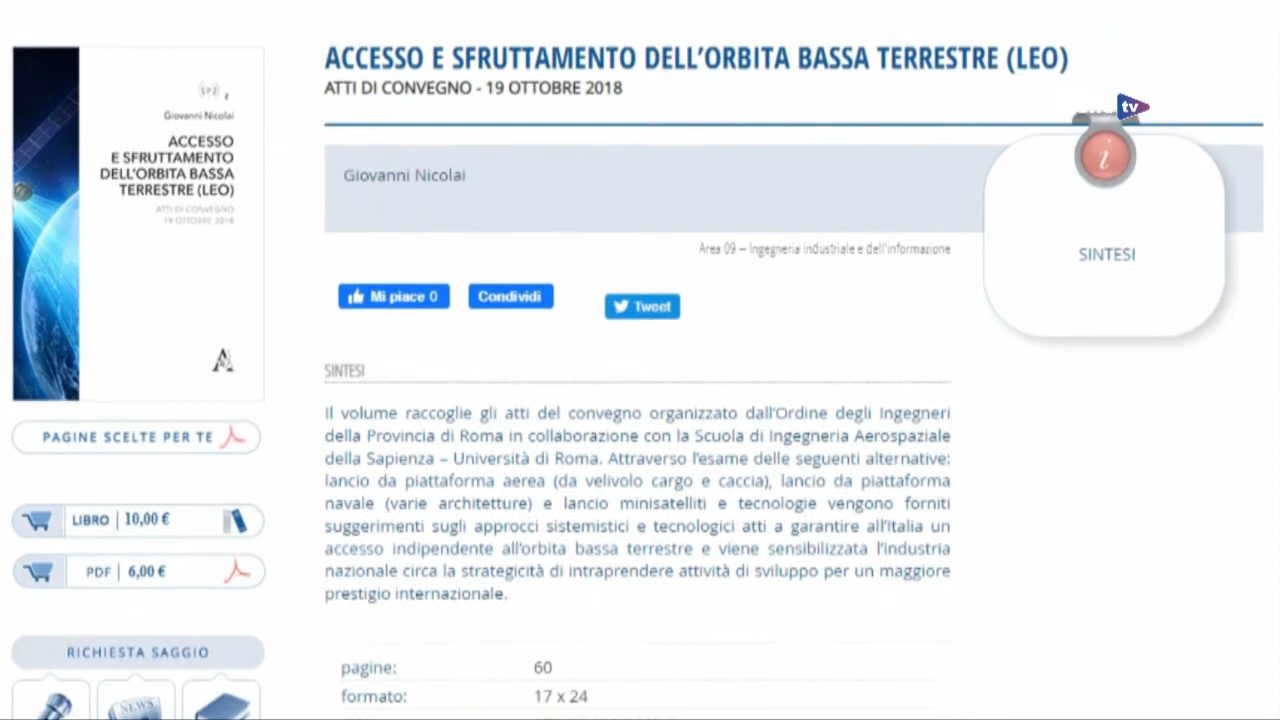 ACCESSO E SFRUTTAMENTO DELL'ORBITA BASSA TERRESTRE (LEO)
ATTI DI CONVEGNO - 19 OTTOBRE 2018
tv
i
Giovanni Nicolai
SINTESI
Area 09 – Ingegneria industriale e dell'informazione
Mi piace 0
Condividi
Tweet
SINTESI
Il volume raccoglie gli atti del convegno organizzato dall'Ordine degli Ingegneri
della Provincia di Roma in collaborazione con la Scuola di Ingegneria Aerospaziale
della Sapienza – Università di Roma. Attraverso l'esame delle seguenti alternative:
lancio da piattaforma aerea (da velivolo cargo e caccia), lancio da piattaforma
navale (varie architetture) e lancio minisatelliti e tecnologie vengono forniti
suggerimenti sugli approcci sistemistici e tecnologici atti a garantire all'Italia un
accesso indipendente all'orbita bassa terrestre e viene sensibilizzata l'industria
nazionale circa la strategicità di intraprendere attività di sviluppo per un maggiore
prestigio internazionale.
pagine: 60
formato: 17 x 24
2
Giovanni Nicolai
ACCESSO
E SFRUTTAMENTO
DELL'ORBITA BASSA
TERRESTRE (LEO)
ATTI DI CONVEGNO
19 OTTOBRE 2018
A
PAGINE SCELTE PER TE
LIBRO | 10,00 €
PDF | 6,00 €
RICHIESTA SAGGIO
NEWS